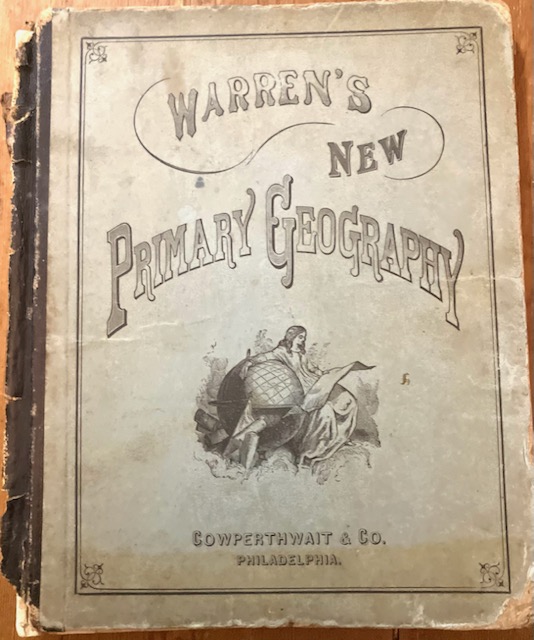 WARREN'S
NEW
PRIMARY GEOGRAPHY
COWPERTHWAIT & CO.
PHILADELPHIA.